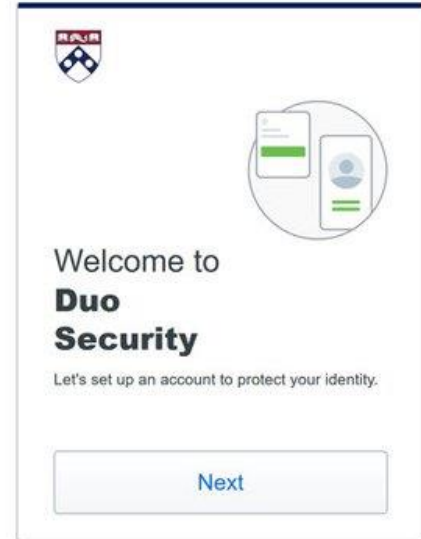 Welcome to
Duo
Security
Let's set up an account to protect your identity.
Next